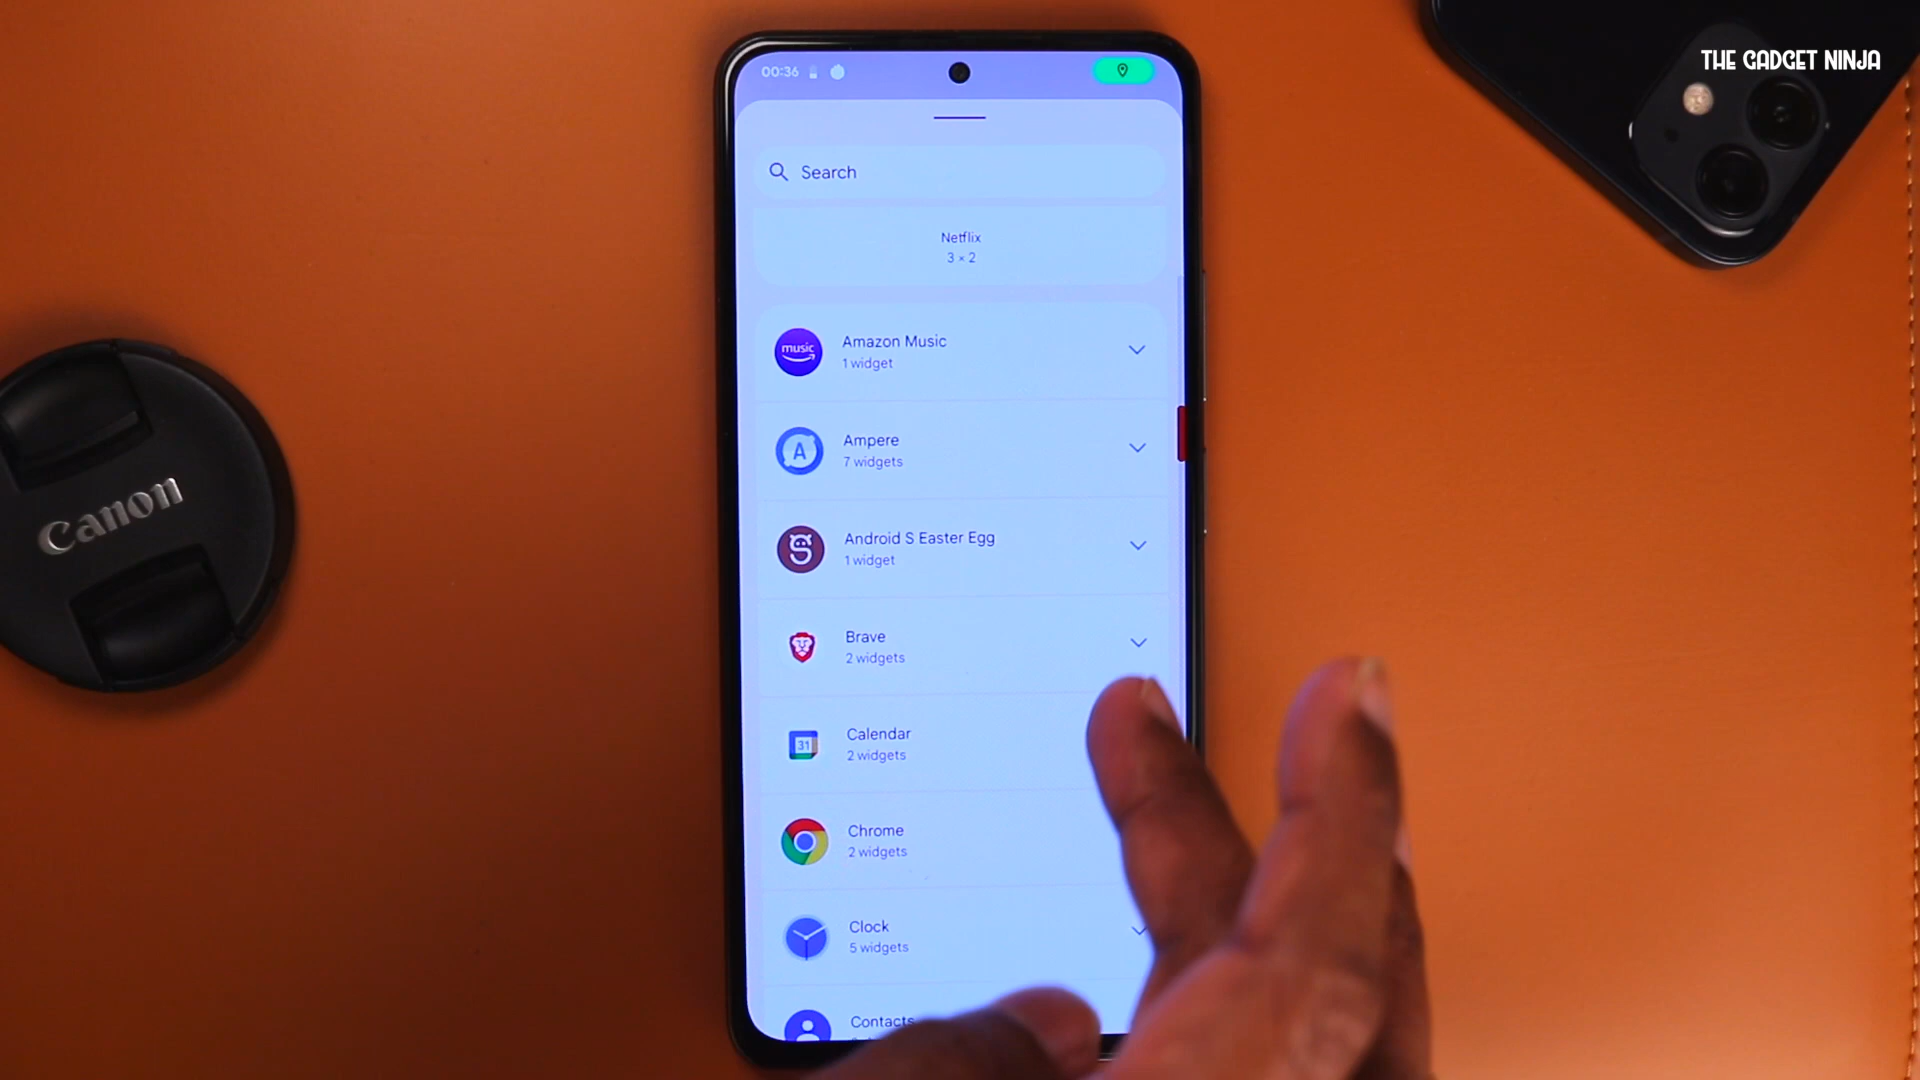 THE GADGET NINJA
00:36
Search
Netflix
3 × 2
music
Amazon Music
1 widget
A
Ampere
7 widgets
Android S Easter Egg
1 widget
Brave
2 widgets
31
Calendar
2 widgets
Chrome
2 widgets
Clock
5 widgets
Contacts
Canon